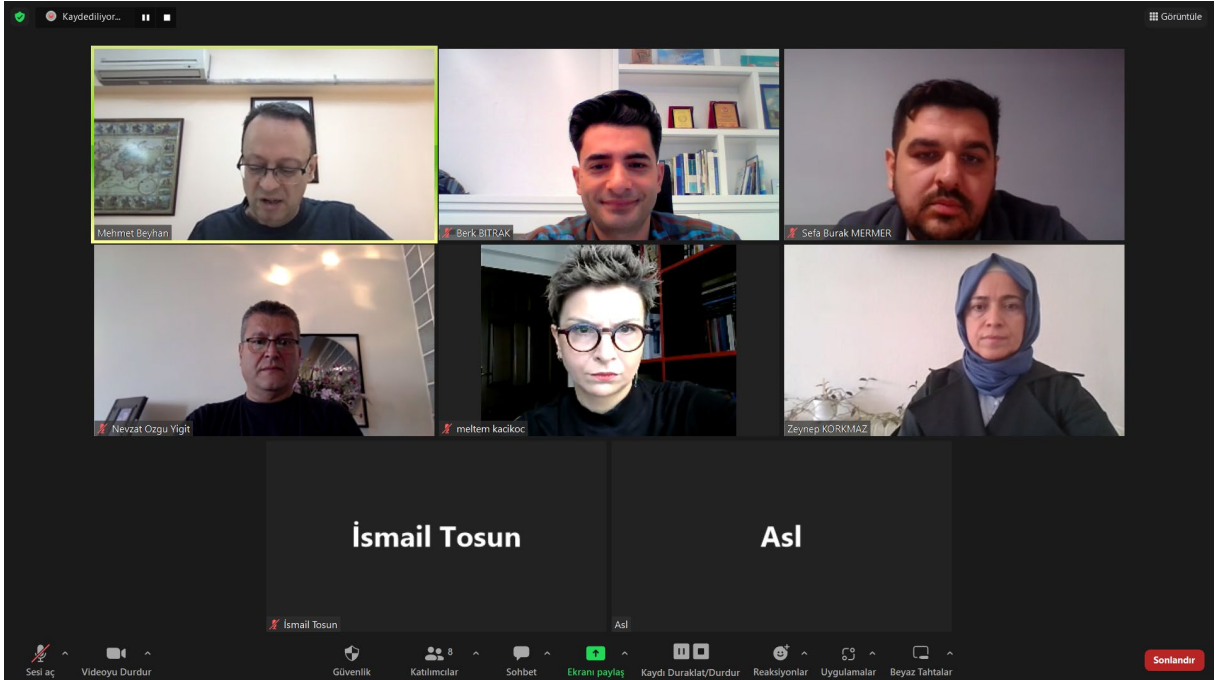 Kaydediliyor...
Görüntüle
Mehmet Beyhan
Berk BITRAK
Sefa Burak MERMER
Nevzat Ozgu Yigit
meltem kacikoc
Zeynep KORKMAZ
İsmail Tosun
Asl
İsmail Tosun
Asl
Sesi aç
Videoyu Durdur
Güvenlik
8
Katılımcılar
Sohbet
Ekranı paylaş
Kaydı Duraklat/Durdur
Reaksiyonlar
Uygulamalar
Beyaz Tahtalar
Sonlandır